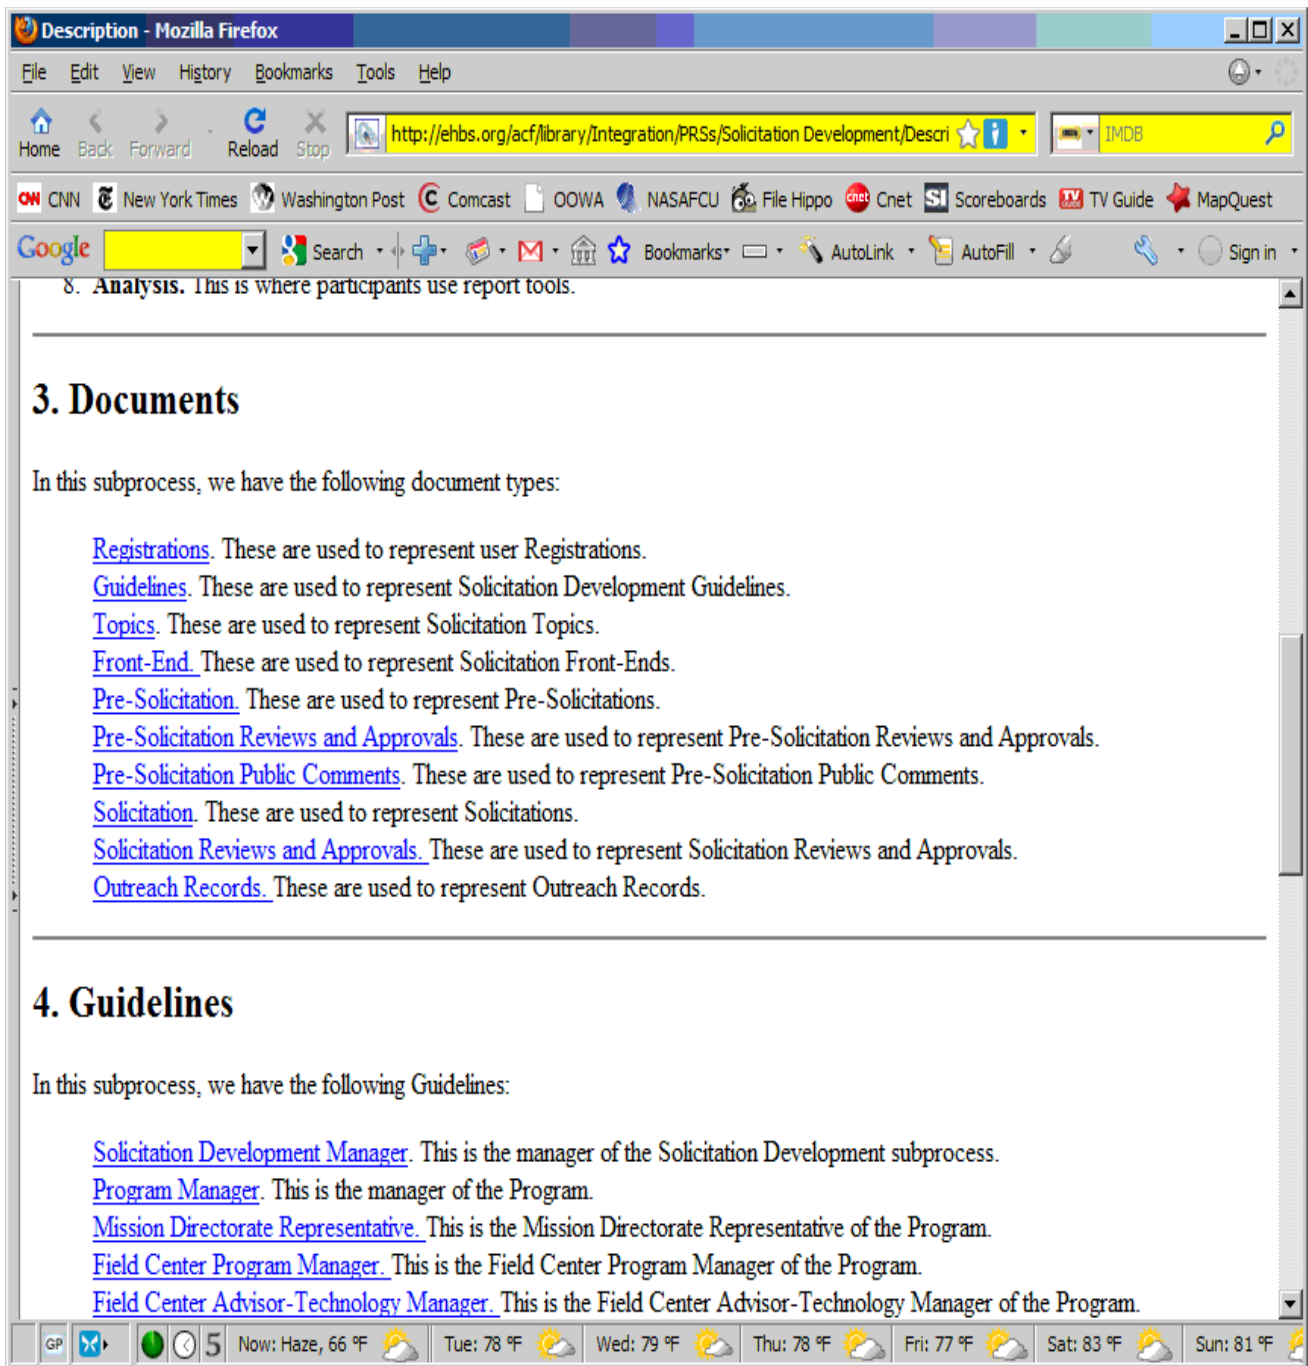 Description - Mozilla Firefox
File Edit View History Bookmarks Tools Help
Home Back Forward Reload Stop http://ehbs.org/acf/library/Integration/PRSs/Solicitation Development/Descri IMDB
CNN New York Times Washington Post Comcast OOWA NASAFCU File Hippo cnet Cnet SI Scoreboards TV Guide MapQuest
Google Search Bookmarks AutoLink AutoFill Sign in
8. Analysis. This is where participants use report tools.
3. Documents
In this subprocess, we have the following document types:
Registrations. These are used to represent user Registrations.
Guidelines. These are used to represent Solicitation Development Guidelines.
Topics. These are used to represent Solicitation Topics.
Front-End. These are used to represent Solicitation Front-Ends.
Pre-Solicitation. These are used to represent Pre-Solicitations.
Pre-Solicitation Reviews and Approvals. These are used to represent Pre-Solicitation Reviews and Approvals.
Pre-Solicitation Public Comments. These are used to represent Pre-Solicitation Public Comments.
Solicitation. These are used to represent Solicitations.
Solicitation Reviews and Approvals. These are used to represent Solicitation Reviews and Approvals.
Outreach Records. These are used to represent Outreach Records.
4. Guidelines
In this subprocess, we have the following Guidelines:
Solicitation Development Manager. This is the manager of the Solicitation Development subprocess.
Program Manager. This is the manager of the Program.
Mission Directorate Representative. This is the Mission Directorate Representative of the Program.
Field Center Program Manager. This is the Field Center Program Manager of the Program.
Field Center Advisor-Technology Manager. This is the Field Center Advisor-Technology Manager of the Program.
GP 5 Now: Haze, 66 °F Tue: 78 °F Wed: 79 °F Thu: 78 °F Fri: 77 °F Sat: 83 °F Sun: 81 °F